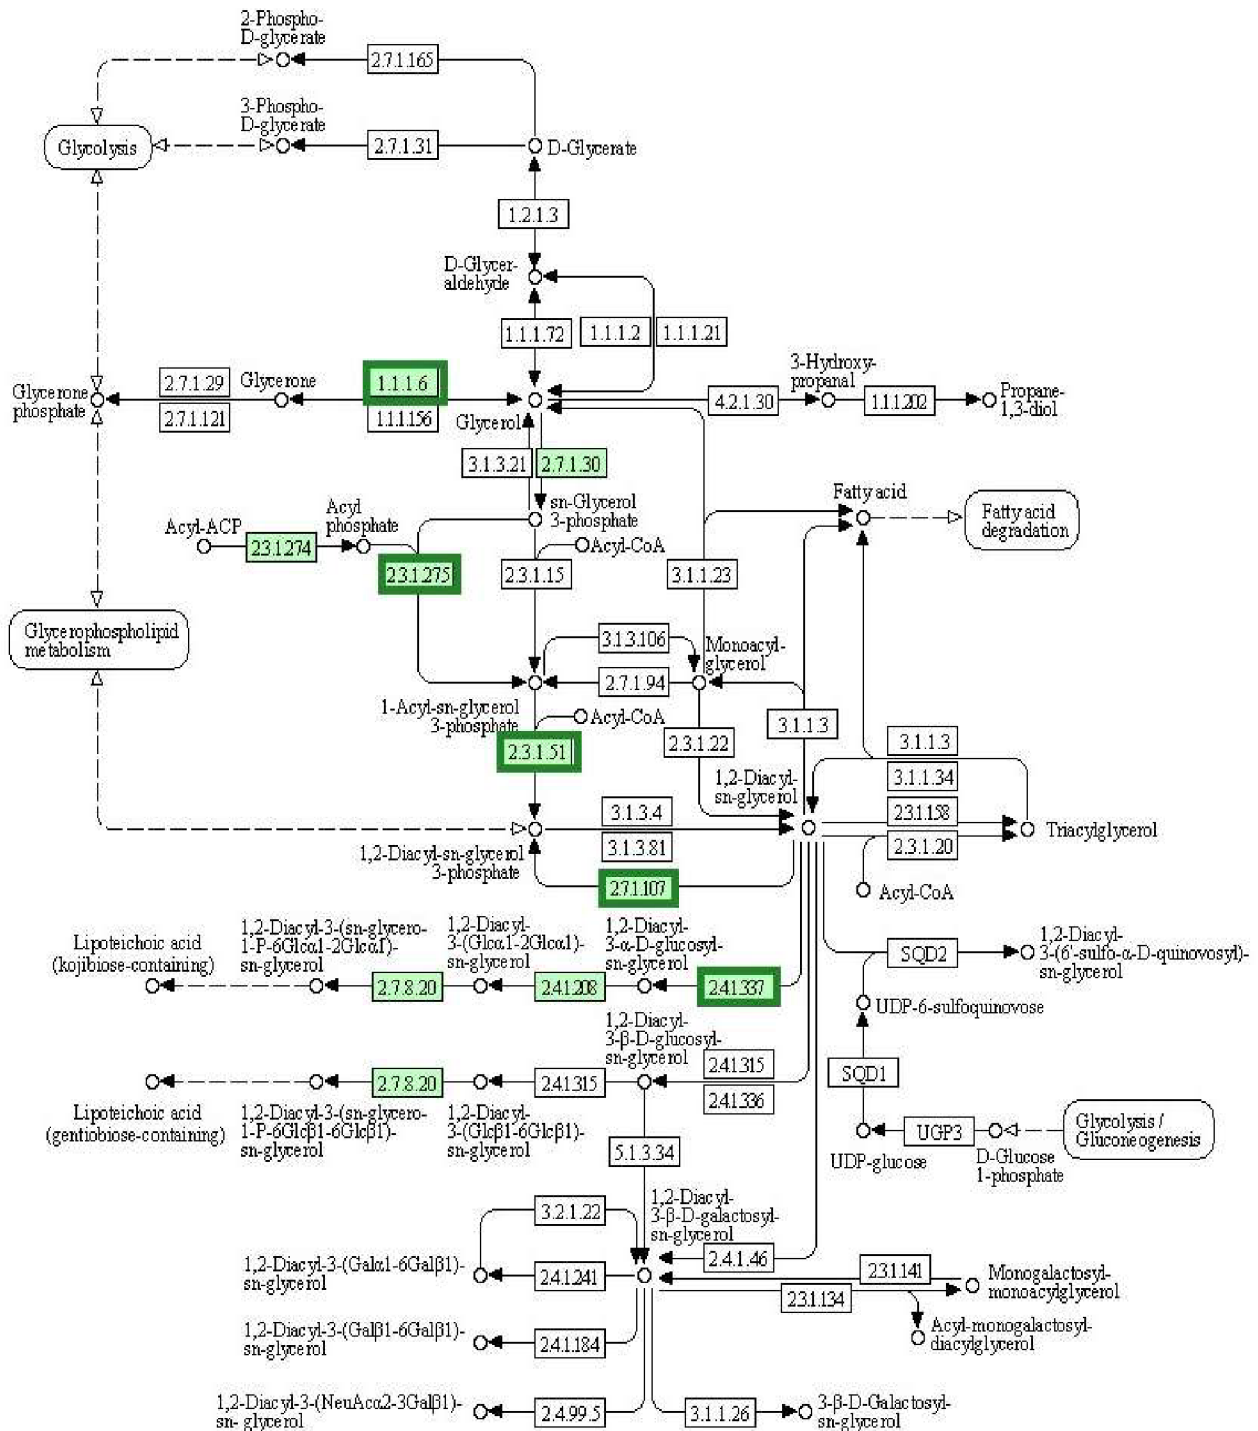 2-Phospho-
D-glycerate
2.7.1.165
3-Phospho-
D-glycerate
Glycolysis
2.7.1.31
D-Glycerate
1.2.1.3
D-Glycer-
aldehyde
1.1.1.72
1.1.1.2
1.1.1.21
Glycerone
phosphate
2.7.1.29
2.7.1.121
Glycerone
1.1.1.6
1.1.1.156
Glycerol
4.2.1.30
3-Hydroxy-
propanal
1.1.1.202
Propane-
1,3-diol
3.1.3.21
2.7.1.30
sn-Glycerol
3-phosphate
Fatty acid
Fatty acid
degradation
Acyl-ACP
2.3.1.274
Acyl
phosphate
2.3.1.275
Acyl-CoA
2.3.1.15
3.1.1.23
Glycerophospholipid
metabolism
3.1.3.106
Monoacyl-
glycerol
2.7.1.94
1-Acyl-sn-glycerol
3-phosphate
Acyl-CoA
2.3.1.51
2.3.1.22
3.1.1.3
3.1.1.3
3.1.1.34
1,2-Diacyl-
sn-glycerol
2.3.1.158
2.3.1.20
Triacylglycerol
Acyl-CoA
3.1.3.4
3.1.3.81
1,2-Diacyl-sn-glycerol
3-phosphate
2.7.1.107
Lipoteichoic acid
(kojibiose-containing)
1,2-Diacyl-3-(sn-glycero-
1-P-6Glcα1-2Glcα1)-
sn-glycerol
2.7.8.20
1,2-Diacyl-
3-(Glcα1-2Glcα1)-
sn-glycerol
2.4.1.208
1,2-Diacyl-
3-α-D-glucosyl-
sn-glycerol
2.4.1.337
SQD2
1,2-Diacyl-
3-(6'-sulfo-α-D-quinovosyl)-
sn-glycerol
UDP-6-sulfoquinovose
1,2-Diacyl-
3-β-D-glucosyl-
sn-glycerol
2.7.8.20
2.4.1.315
2.4.1.315
2.4.1.336
SQD1
Lipoteichoic acid
(gentiobiose-containing)
1,2-Diacyl-3-(sn-glycero-
1-P-6Glcβ1-6Glcβ1)-
sn-glycerol
1,2-Diacyl-
3-(Glcβ1-6Glcβ1)-
sn-glycerol
5.1.3.34
UDP-glucose
UGP3
D-Glucose
1-phosphate
Glycolysis /
Gluconeogenesis
3.2.1.22
1,2-Diacyl-
3-β-D-galactosyl-
sn-glycerol
2.4.1.46
1,2-Diacyl-3-(Galα1-6Galβ1)-
sn-glycerol
2.4.1.241
2.3.1.141
2.3.1.134
Monogalactosyl-
monoacylglycerol
1,2-Diacyl-3-(Galβ1-6Galβ1)-
sn-glycerol
2.4.1.184
Acyl-monogalactosyl-
diacylglycerol
1,2-Diacyl-3-(NeuAcα2-3Galβ1)-
sn- glycerol
2.4.99.5
3.1.1.26
3-β-D-Galactosyl-
sn-glycerol